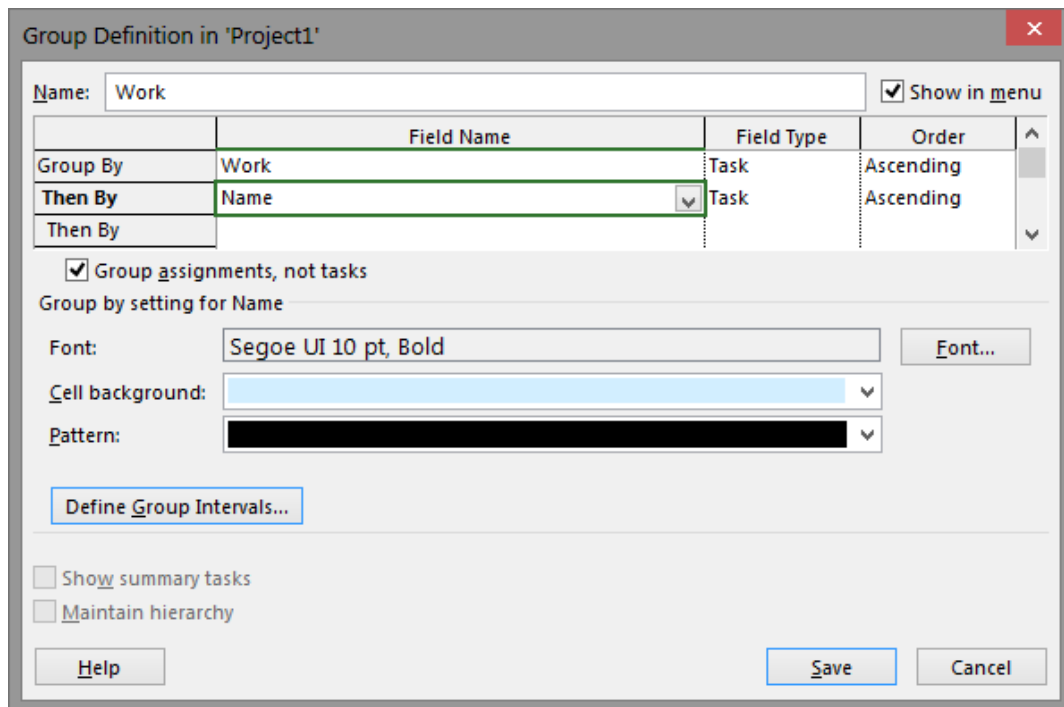 Group Definition in 'Project1'
Name: Work Show in menu
Field Name Field Type Order
Group By Work Task Ascending
Then By Name Task Ascending
Then By
Group assignments, not tasks
Group by setting for Name
Font: Segoe UI 10 pt, Bold Font...
Cell background:
Pattern:
Define Group Intervals...
Show summary tasks
Maintain hierarchy
Help Save Cancel